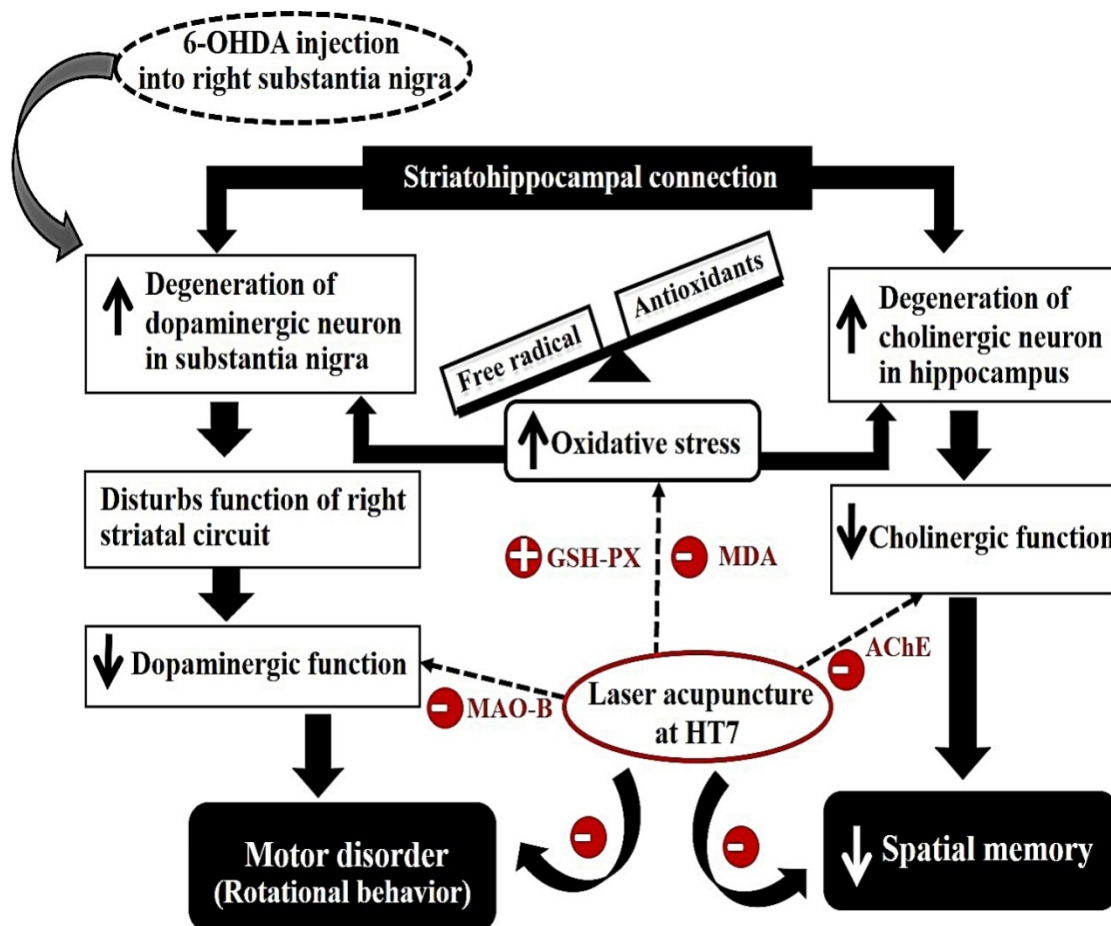 6-OHDA injection
into right substantia nigra
Striatohippocampal connection
Degeneration of
dopaminergic neuron
in substantia nigra
Free radical
Antioxidants
Degeneration of
cholinergic neuron
in hippocampus
Oxidative stress
Disturbs function of right
striatal circuit
GSH-PX
MDA
Cholinergic function
Dopaminergic function
MAO-B
AChE
Laser acupuncture
at HT7
Motor disorder
(Rotational behavior)
Spatial memory